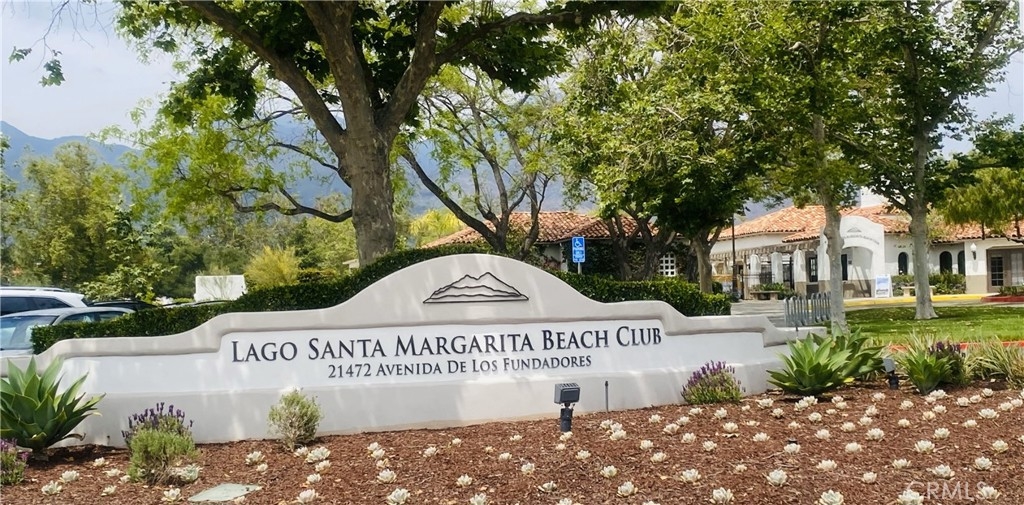 LAGO SANTA MARGARITA BEACH CLUB
21472 AVENIDA DE LOS FUNDADORES
CRMLS